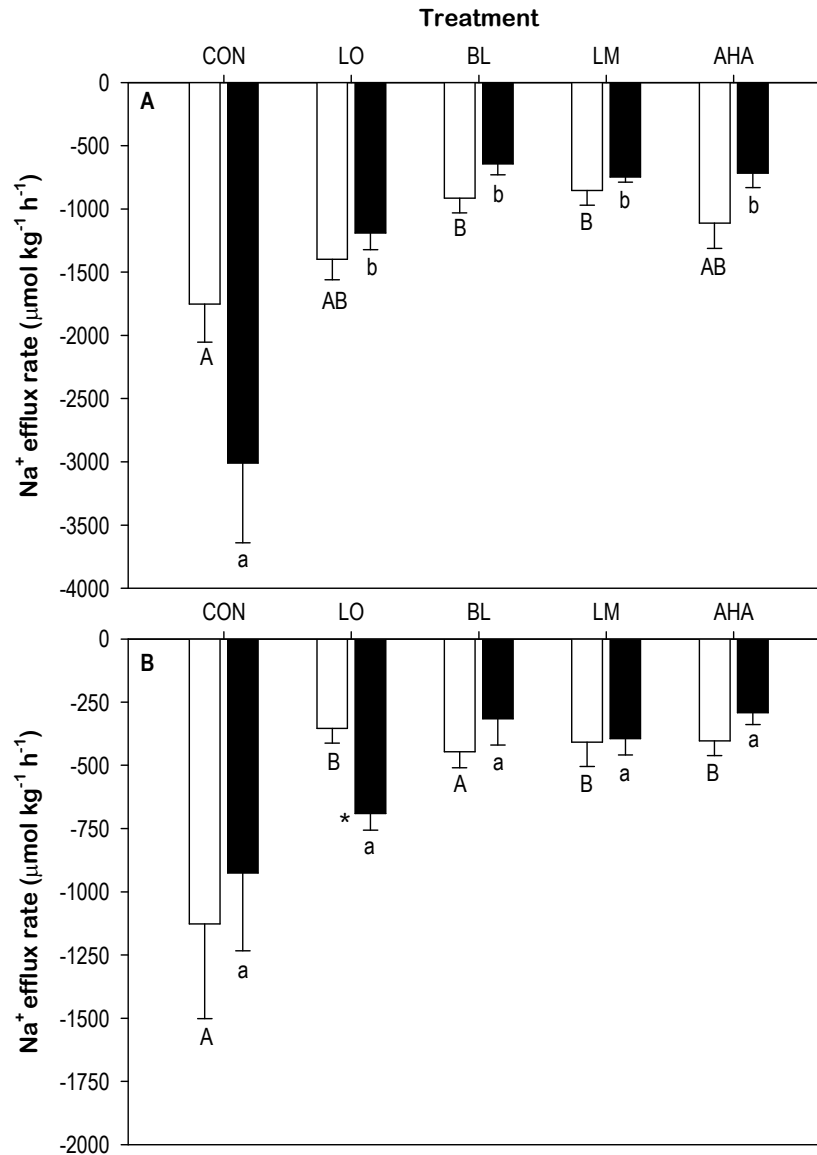 Treatment
CON LO BL LM AHA
A
0
-500
-1000
-1500
-2000
-2500
-3000
-3500
-4000
Na⁺ efflux rate (μmol kg⁻¹ h⁻¹)
A a AB b B b B b AB b
CON LO BL LM AHA
B
0
-250
-500
-750
-1000
-1250
-1500
-1750
-2000
Na⁺ efflux rate (μmol kg⁻¹ h⁻¹)
A a B * a A a B a B a